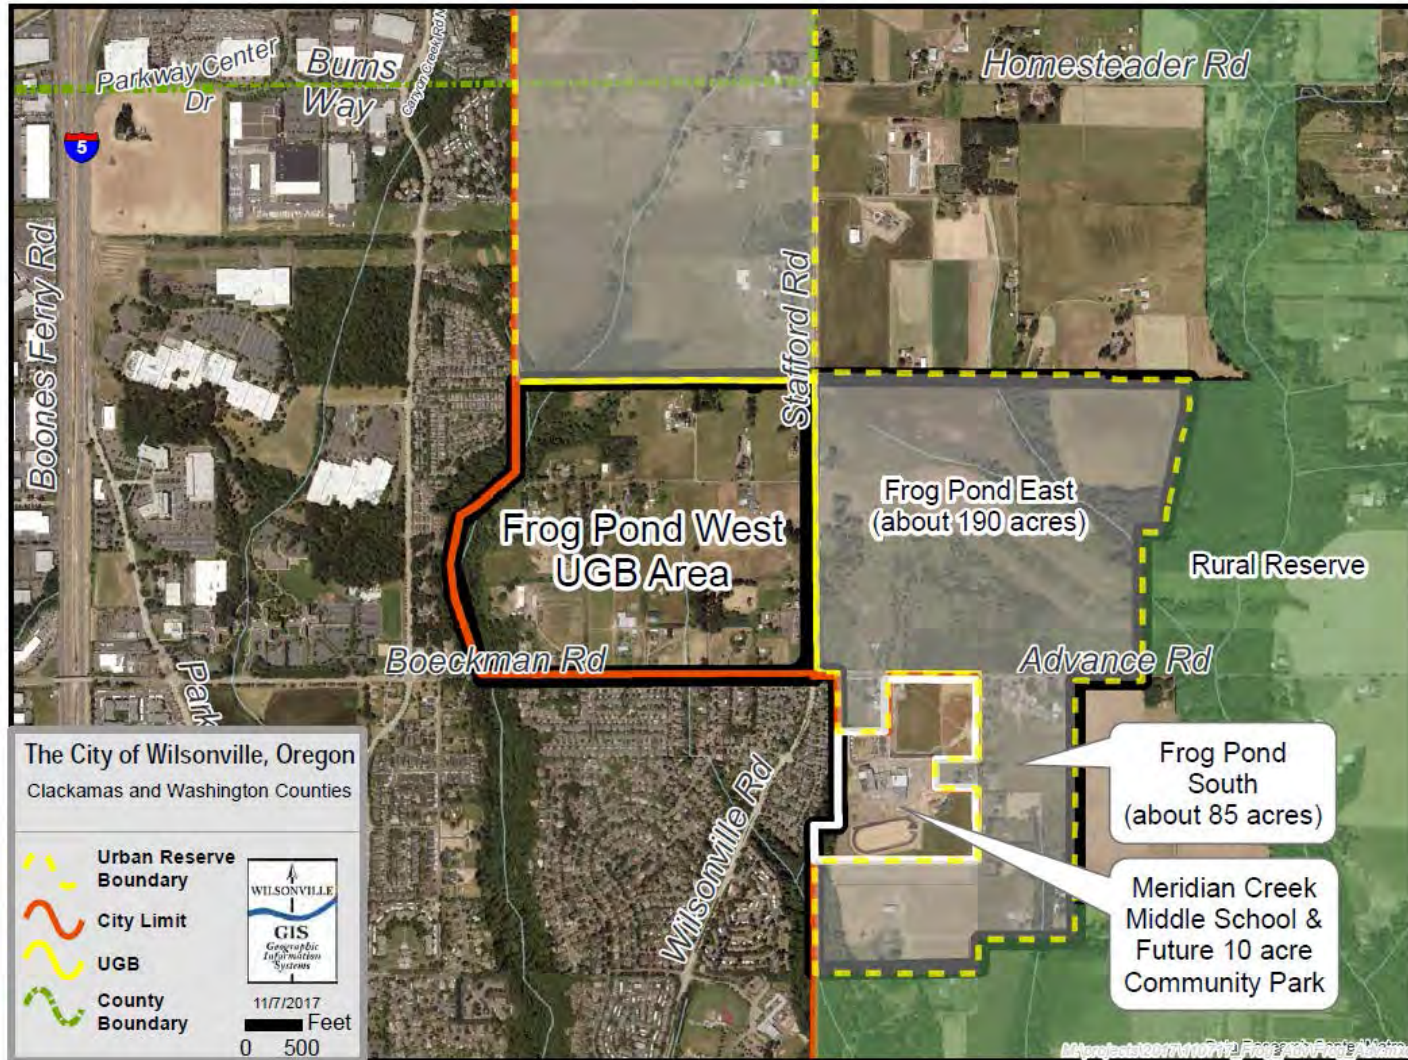 Parkway Center
Dr
Burns
Way
Canyon Creek Rd N
Homesteader Rd
5
Boones Ferry Rd
Stafford Rd
Frog Pond West
UGB Area
Frog Pond East
(about 190 acres)
Rural Reserve
Boeckman Rd
Advance Rd
Park
Wilsonville Rd
Frog Pond
South
(about 85 acres)
Meridian Creek
Middle School &
Future 10 acre
Community Park
The City of Wilsonville, Oregon
Clackamas and Washington Counties
Urban Reserve
Boundary
City Limit
UGB
County
Boundary
WILSONVILLE
GIS
Geographic
Information
Systems
11/7/2017
Feet
0 500